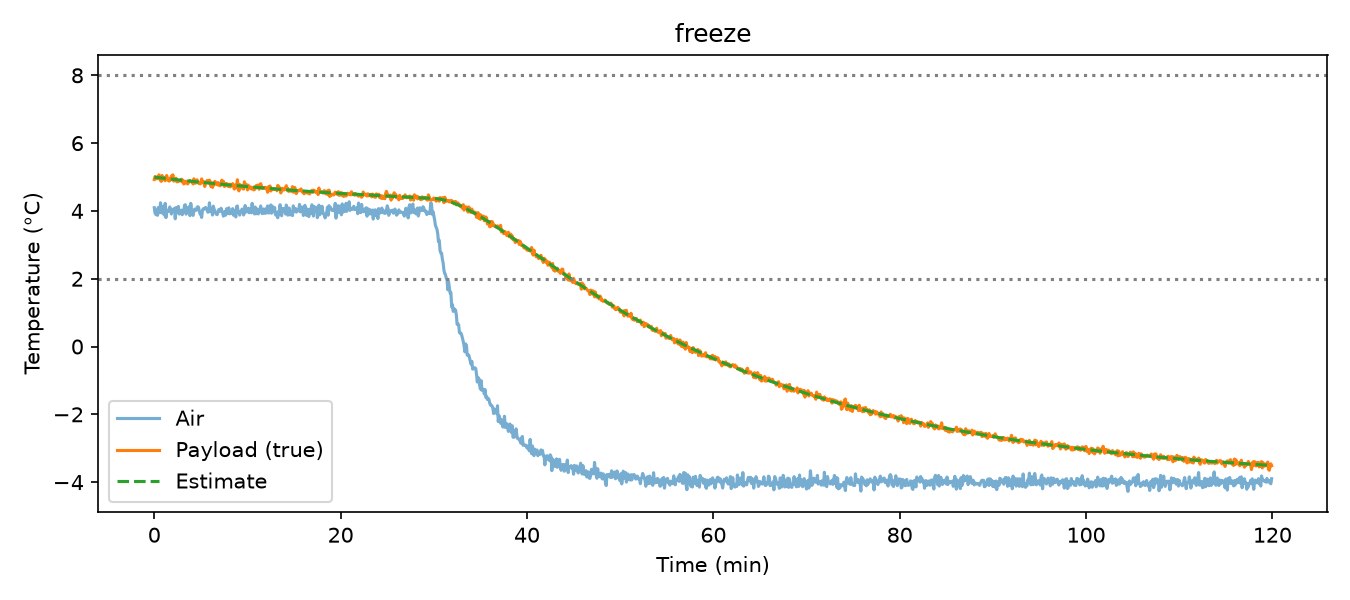 freeze
Temperature (°C)
8
6
4
2
0
−2
−4
Air
Payload (true)
Estimate
0 20 40 60 80 100 120
Time (min)